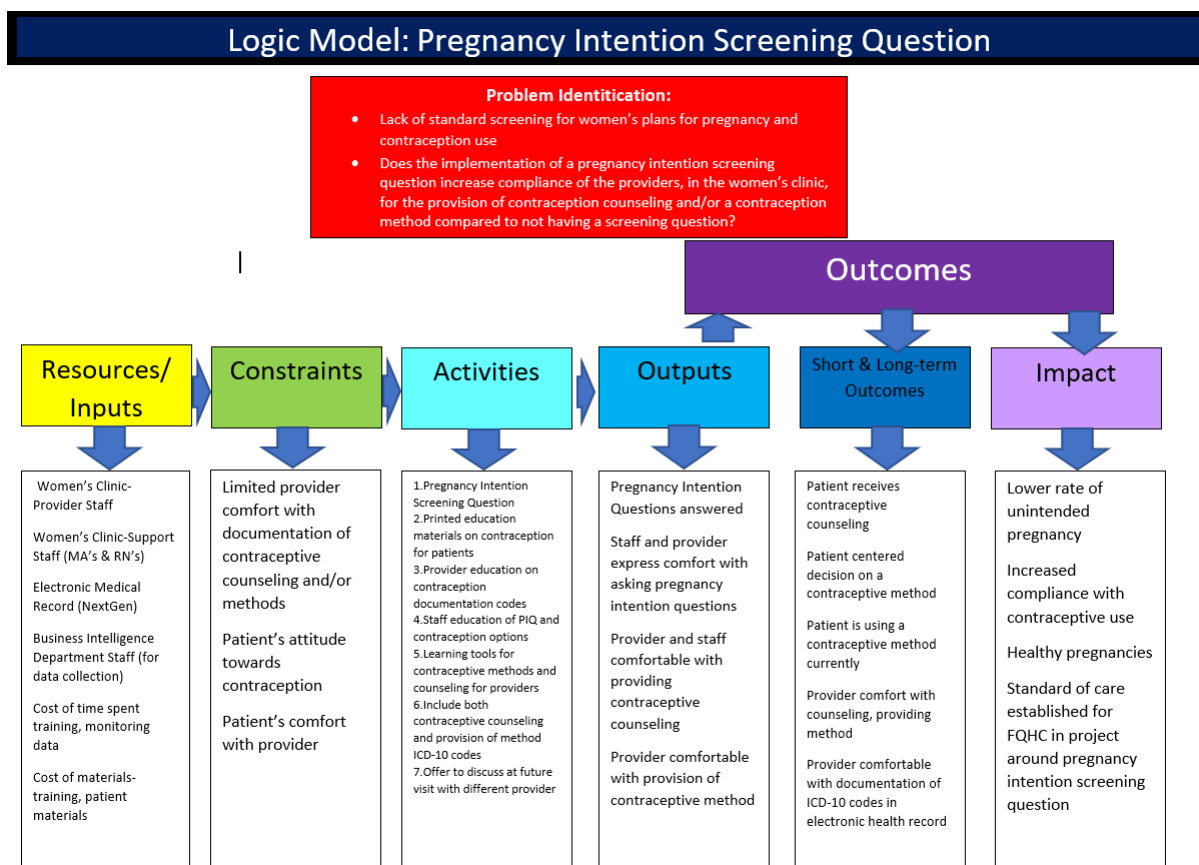 Logic Model: Pregnancy Intention Screening Question
Problem Identitication:
• Lack of standard screening for women’s plans for pregnancy and
contraception use
• Does the implementation of a pregnancy intention screening
question increase compliance of the providers, in the women’s clinic,
for the provision of contraception counseling and/or a contraception
method compared to not having a screening question?
Outcomes
Resources/
Inputs
Constraints
Activities
Outputs
Short & Long-term
Outcomes
Impact
Women’s Clinic-
Provider Staff
Women’s Clinic-Support
Staff (MA’s & RN’s)
Electronic Medical
Record (NextGen)
Business Intelligence
Department Staff (for
data collection)
Cost of time spent
training, monitoring
data
Cost of materials-
training, patient
materials
Limited provider
comfort with
documentation of
contraceptive
counseling and/or
methods
Patient’s attitude
towards
contraception
Patient’s comfort
with provider
1.Pregnancy Intention
Screening Question
2.Printed education
materials on contraception
for patients
3.Provider education on
contraception
documentation codes
4.Staff education of PIQ and
contraception options
5.Learning tools for
contraceptive methods and
counseling for providers
6.Include both
contraceptive counseling
and provision of method
ICD-10 codes
7.Offer to discuss at future
visit with different provider
Pregnancy Intention
Questions answered
Staff and provider
express comfort with
asking pregnancy
intention questions
Provider and staff
comfortable with
providing
contraceptive
counseling
Provider comfortable
with provision of
contraceptive method
Patient receives
contraceptive
counseling
Patient centered
decision on a
contraceptive method
Patient is using a
contraceptive method
currently
Provider comfort with
counseling, providing
method
Provider comfortable
with documentation of
ICD-10 codes in
electronic health record
Lower rate of
unintended
pregnancy
Increased
compliance with
contraceptive use
Healthy pregnancies
Standard of care
established for
FQHC in project
around pregnancy
intention screening
question